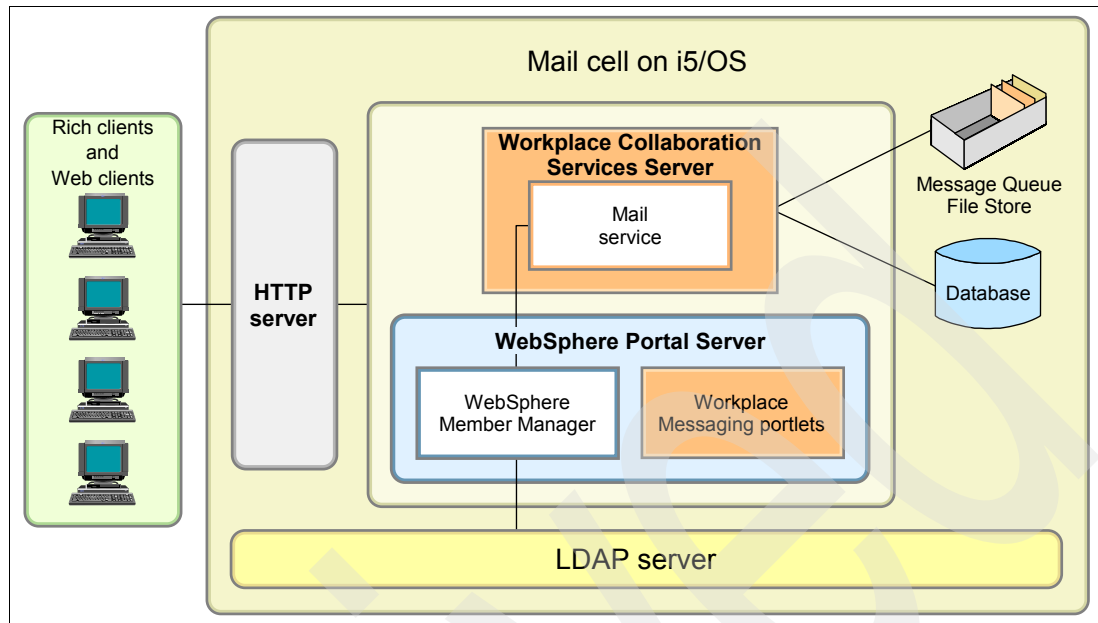 Mail cell on i5/OS
Rich clients
and
Web clients
HTTP
server
Workplace Collaboration
Services Server
Mail
service
Message Queue
File Store
Database
WebSphere Portal Server
WebSphere
Member Manager
Workplace
Messaging portlets
LDAP server